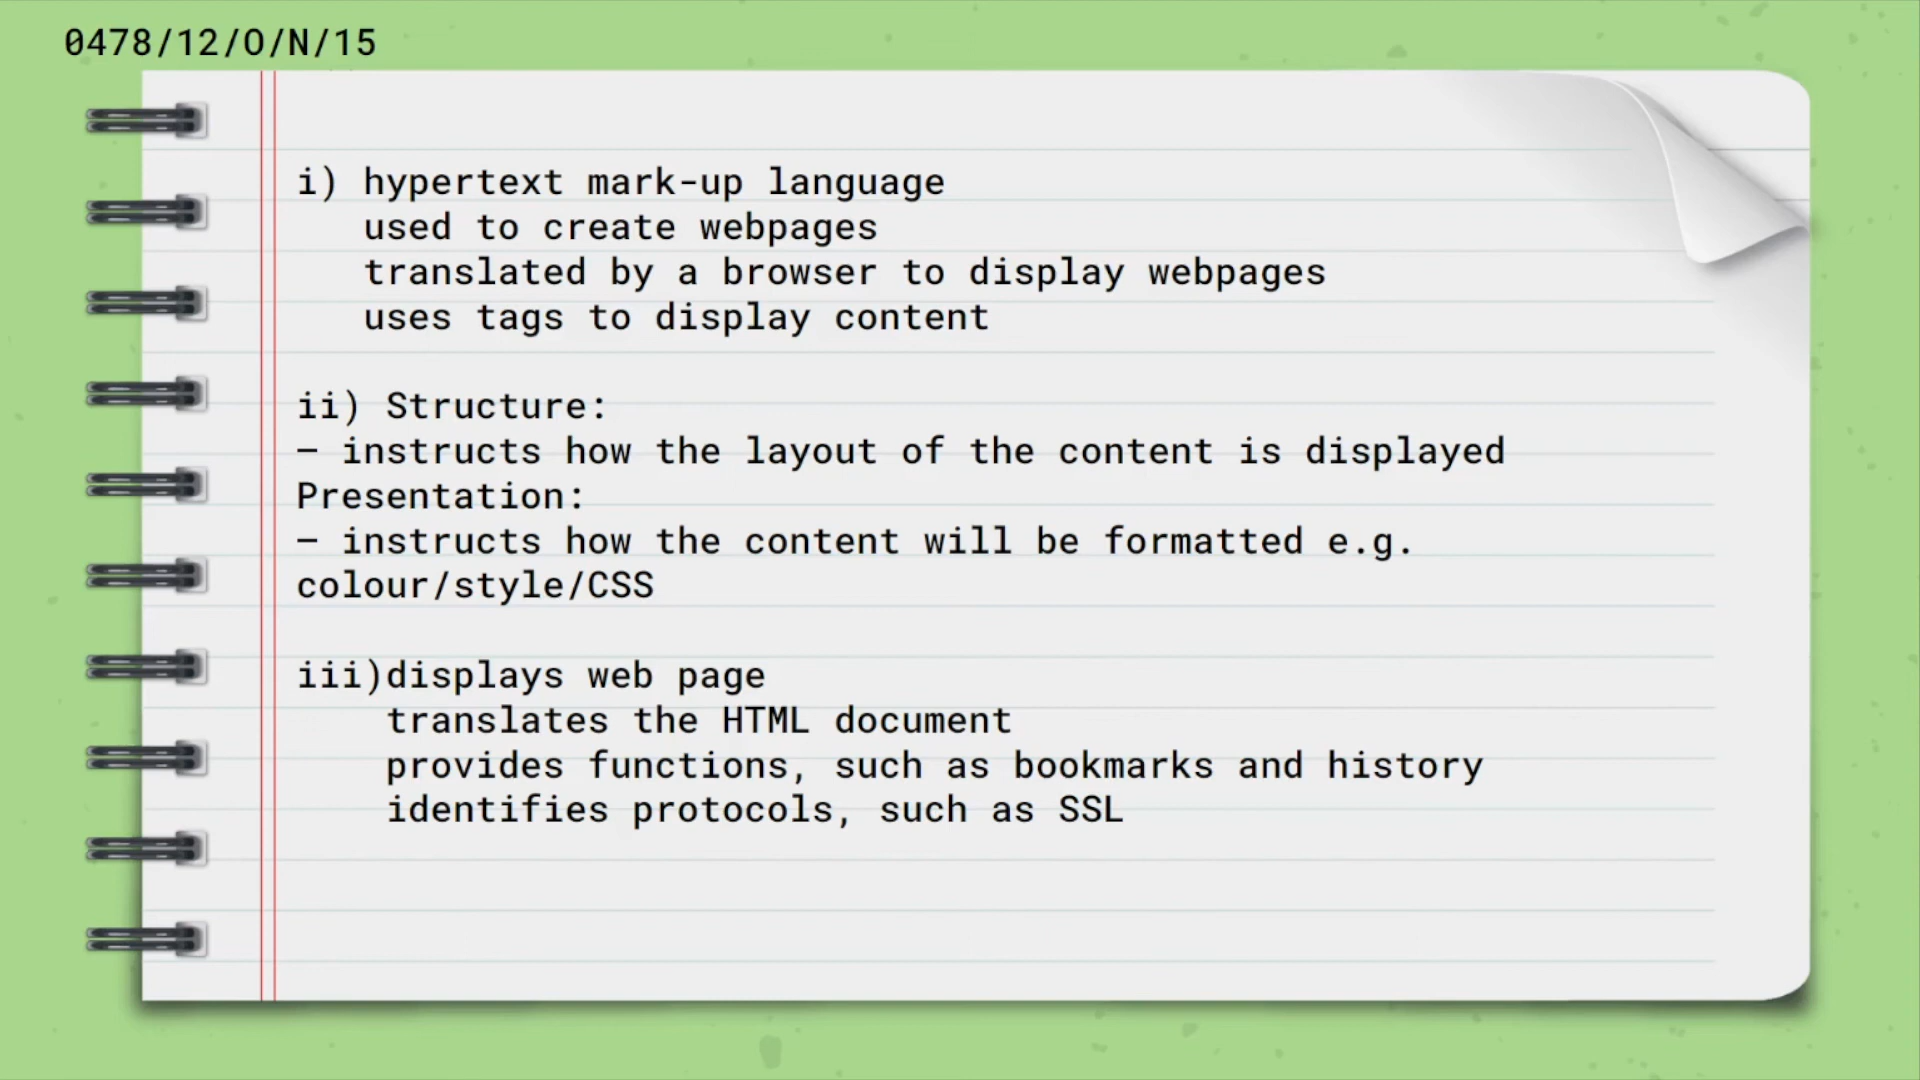 0478/12/O/N/15
i) hypertext mark-up language
used to create webpages
translated by a browser to display webpages
uses tags to display content
ii) Structure:
– instructs how the layout of the content is displayed
Presentation:
– instructs how the content will be formatted e.g.
colour/style/CSS
iii)displays web page
translates the HTML document
provides functions, such as bookmarks and history
identifies protocols, such as SSL